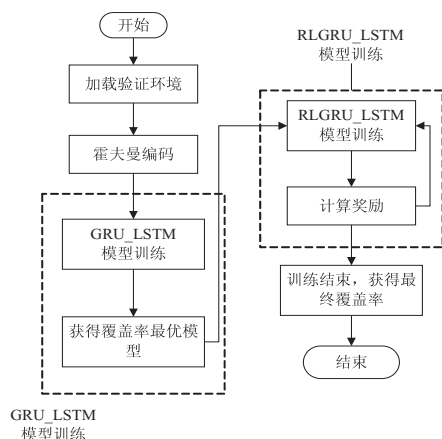 开始
加载验证环境
霍夫曼编码
GRU_LSTM
模型训练
获得覆盖率最优模
型
GRU_LSTM
模型训练
RLGRU_LSTM
模型训练
RLGRU_LSTM
模型训练
计算奖励
训练结束，获得最
终覆盖率
结束